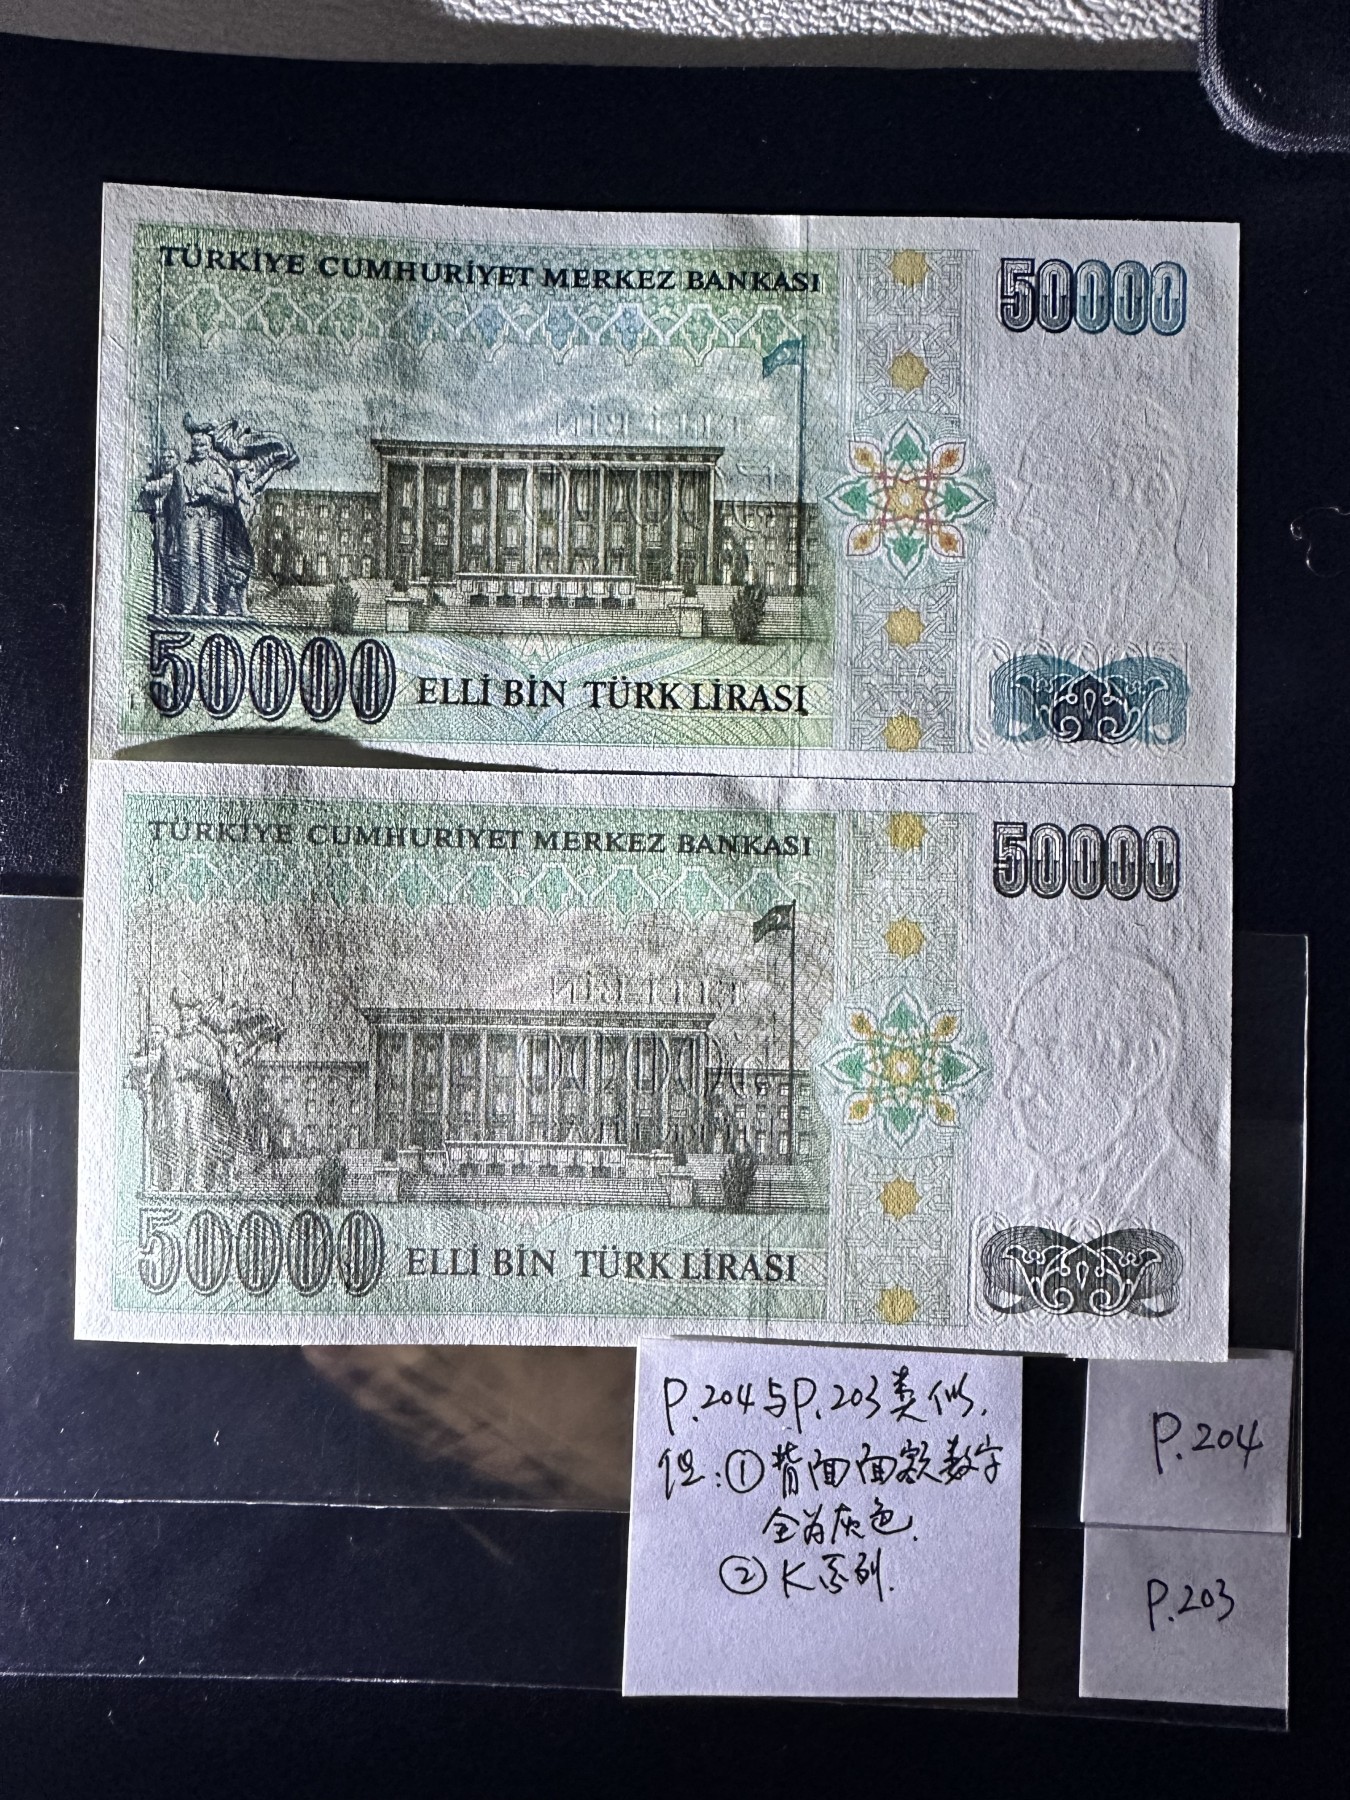 TÜRKİYE CUMHURİYET MERKEZ BANKASI
50000
50000 ELLİ BİN TÜRK LİRASI
TÜRKİYE CUMHURİYET MERKEZ BANKASI
50000
50000 ELLİ BİN TÜRK LİRASI
P.204与P.203类似.
但:①背面面额数字
全为灰色.
②K系列.
P.204
P.203